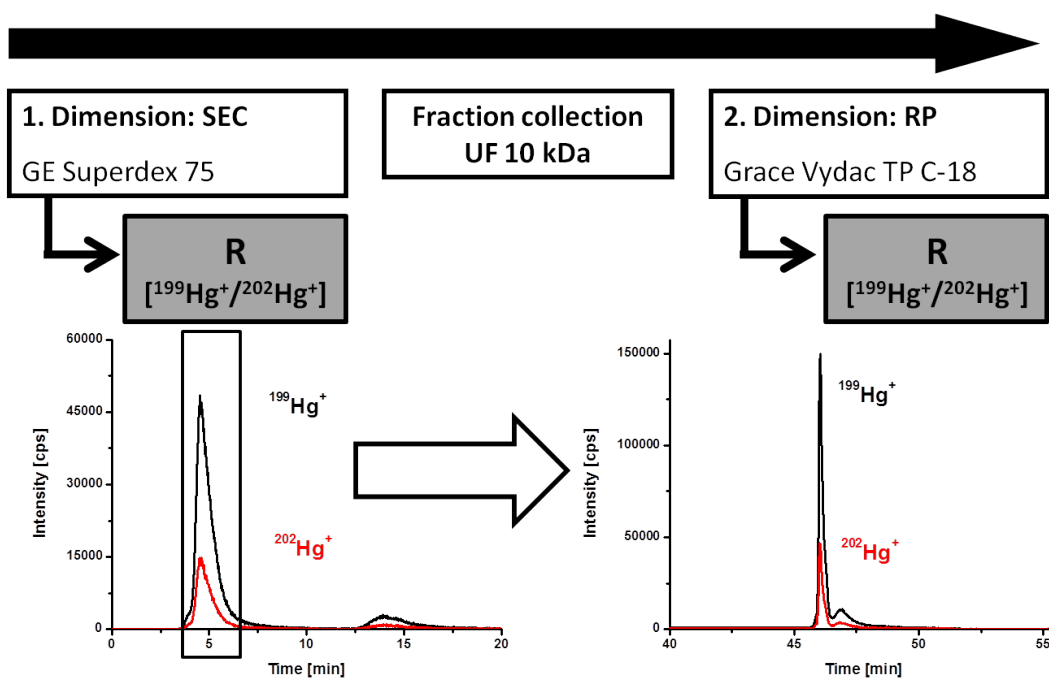 1. Dimension: SEC
GE Superdex 75
Fraction collection
UF 10 kDa
2. Dimension: RP
Grace Vydac TP C-18
R
[¹⁹⁹Hg⁺/²⁰²Hg⁺]
R
[¹⁹⁹Hg⁺/²⁰²Hg⁺]
60000
45000
30000
15000
0
Intensity [cps]
¹⁹⁹Hg⁺
²⁰²Hg⁺
0 5 10 15 20
Time [min]
150000
100000
50000
0
Intensity [cps]
¹⁹⁹Hg⁺
²⁰²Hg⁺
40 45 50 55
Time [min]